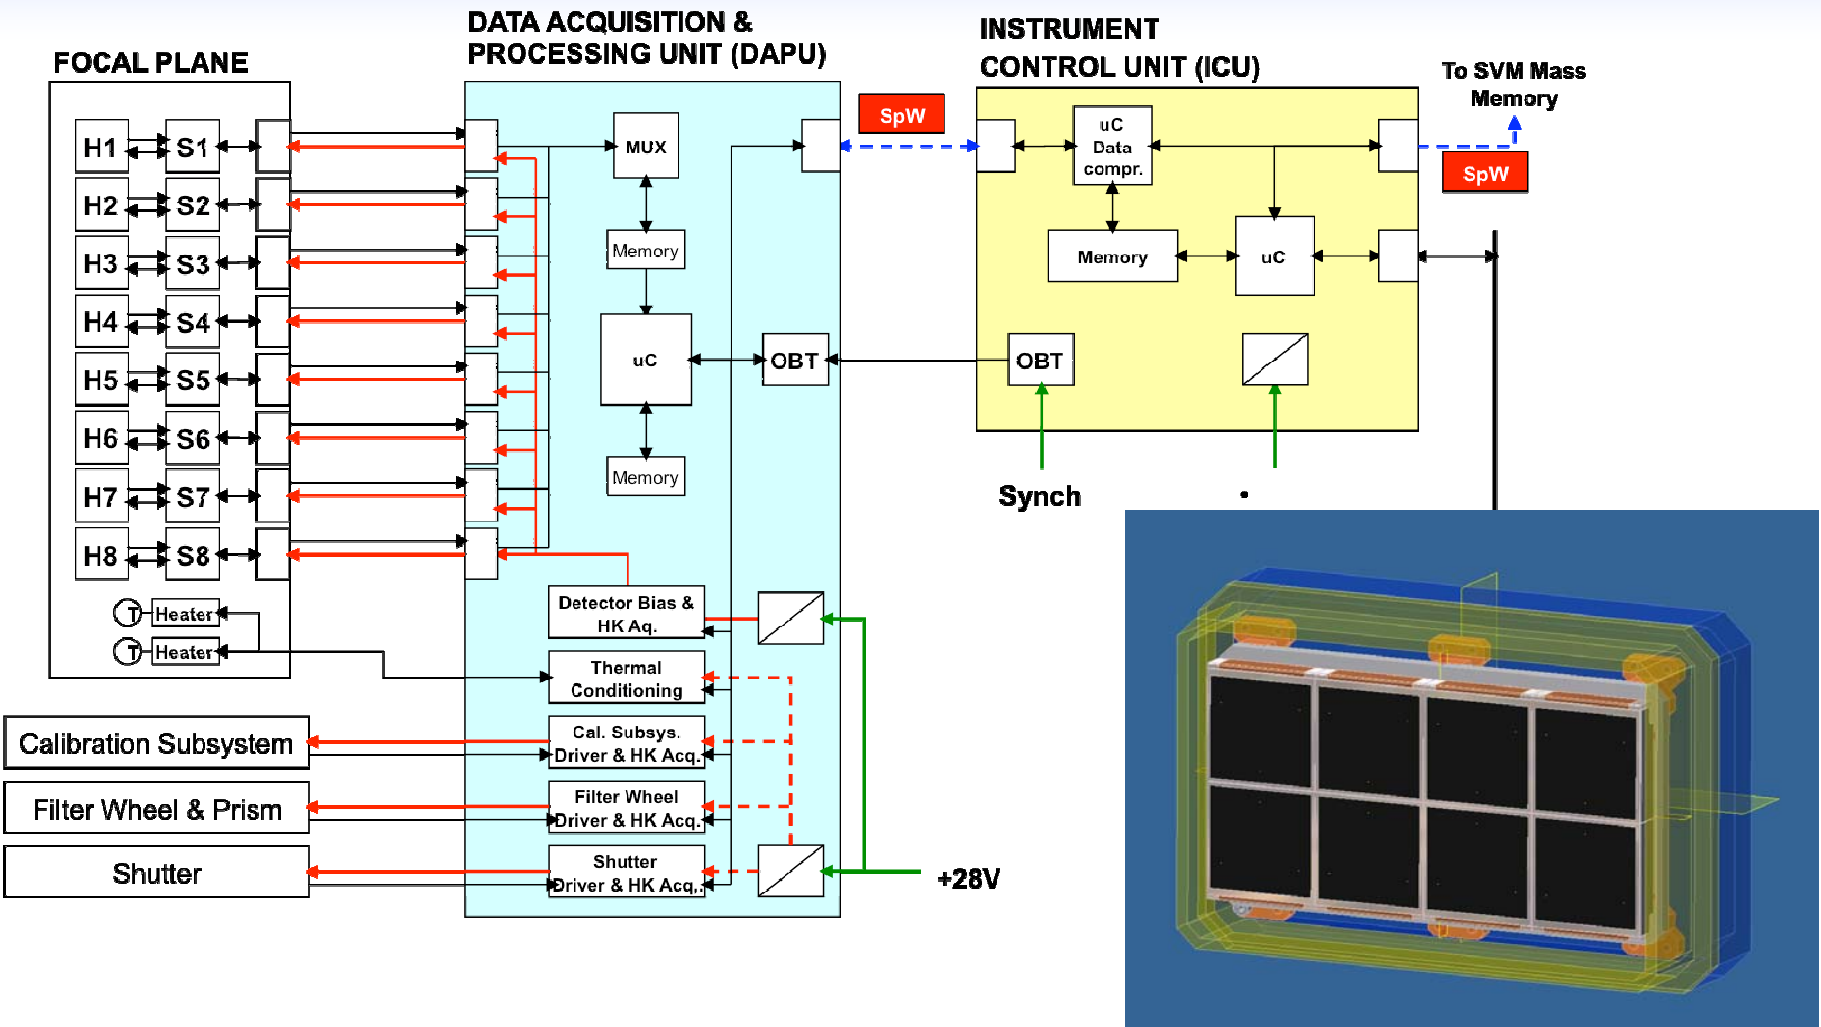 DATA ACQUISITION &
PROCESSING UNIT (DAPU)
INSTRUMENT
CONTROL UNIT (ICU)
FOCAL PLANE
To SVM Mass
Memory
SpW
SpW
H1 S1
H2 S2
H3 S3
H4 S4
H5 S5
H6 S6
H7 S7
H8 S8
T Heater
T Heater
MUX
Memory
uC
OBT
Memory
Detector Bias &
HK Aq.
Thermal
Conditioning
Cal. Subsys.
Driver & HK Acq.
Filter Wheel
Driver & HK Acq.
Shutter
Driver & HK Acq..
uC
Data
compr.
Memory
uC
OBT
Synch
•
+28V
Calibration Subsystem
Filter Wheel & Prism
Shutter